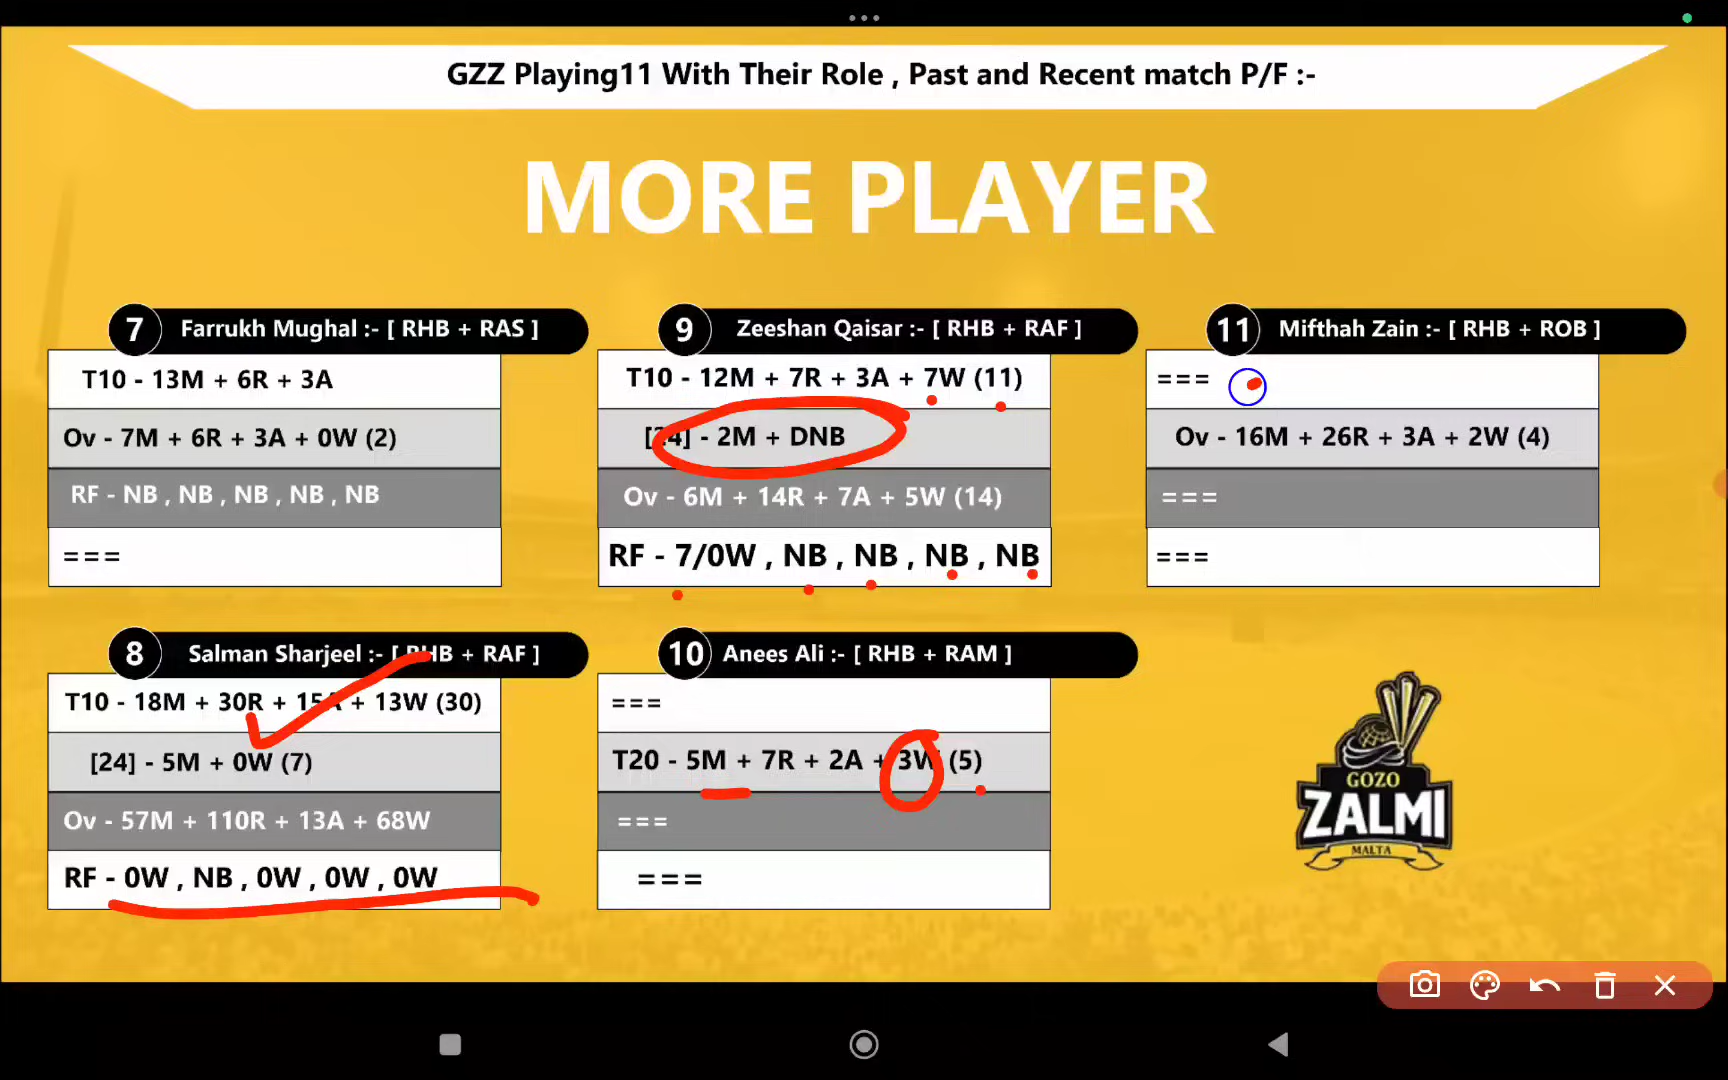 GZZ Playing11 With Their Role , Past and Recent match P/F :-
MORE PLAYER
7 Farrukh Mughal :- [ RHB + RAS ]
T10 - 13M + 6R + 3A
Ov - 7M + 6R + 3A + 0W (2)
RF - NB , NB , NB , NB , NB
===
8 Salman Sharjeel :- [ RHB + RAF ]
T10 - 18M + 30R + 15A + 13W (30)
[24] - 5M + 0W (7)
Ov - 57M + 110R + 13A + 68W
RF - 0W , NB , 0W , 0W , 0W
9 Zeeshan Qaisar :- [ RHB + RAF ]
T10 - 12M + 7R + 3A + 7W (11)
[24] - 2M + DNB
Ov - 6M + 14R + 7A + 5W (14)
RF - 7/0W , NB , NB , NB , NB
10 Anees Ali :- [ RHB + RAM ]
===
T20 - 5M + 7R + 2A + 3W (5)
===
===
11 Mifthah Zain :- [ RHB + ROB ]
===
Ov - 16M + 26R + 3A + 2W (4)
===
===
GOZO
ZALMI
MALTA